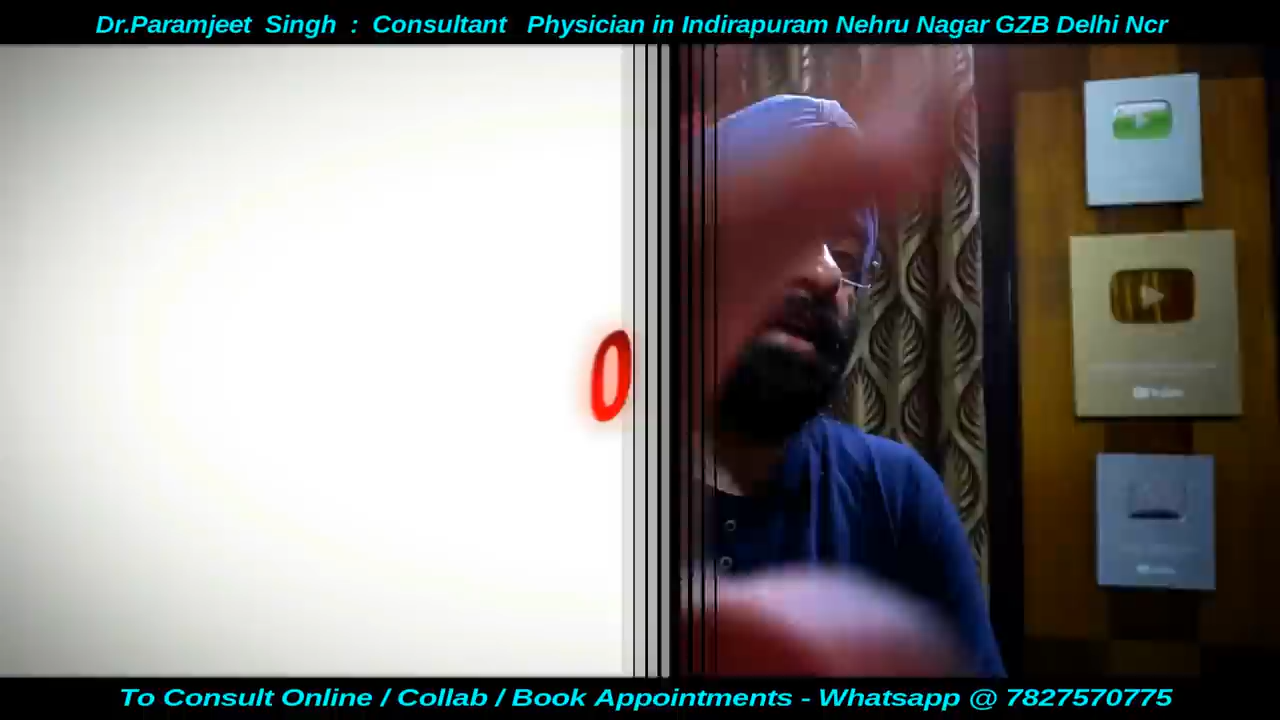 Dr.Paramjeet Singh : Consultant Physician in Indirapuram Nehru Nagar GZB Delhi Ncr
0
To Consult Online / Collab / Book Appointments - Whatsapp @ 7827570775